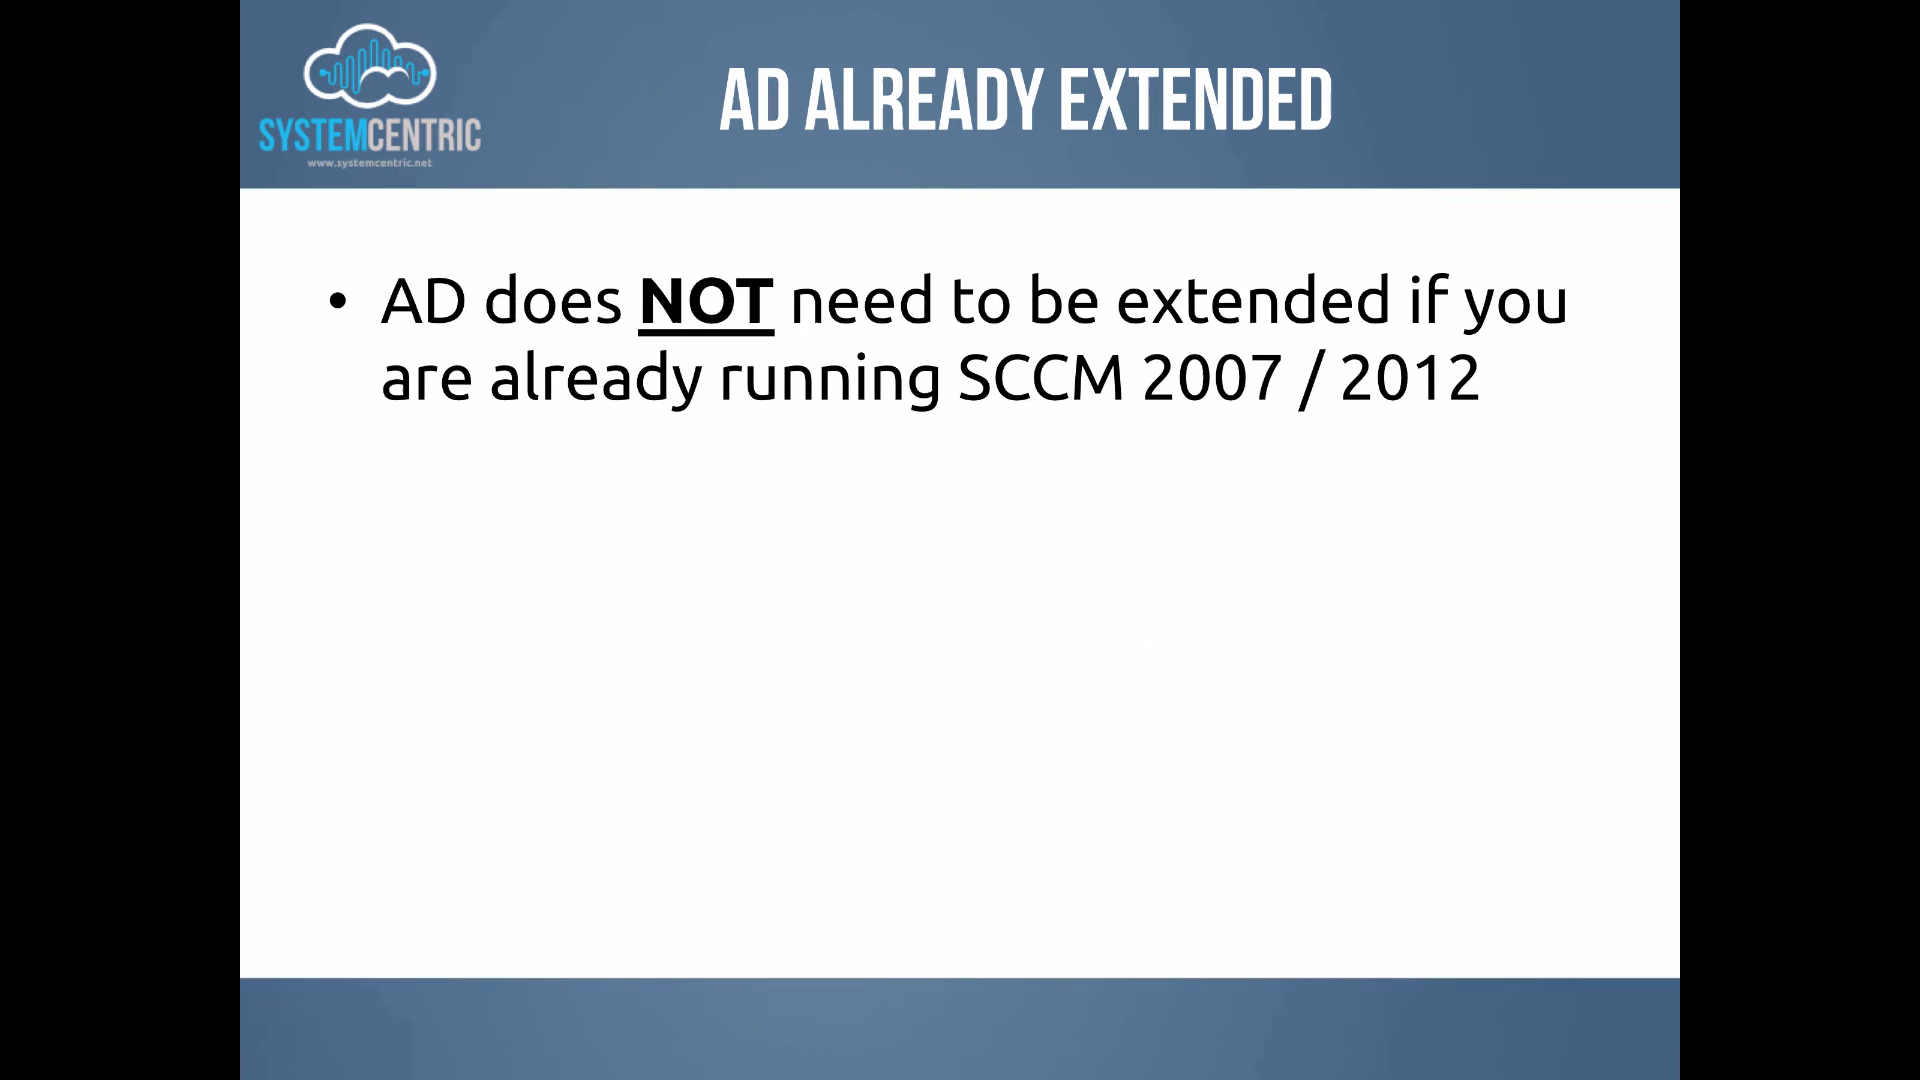 SYSTEMCENTRIC
www.systemcentric.net
AD ALREADY EXTENDED
• AD does NOT need to be extended if you
are already running SCCM 2007 / 2012